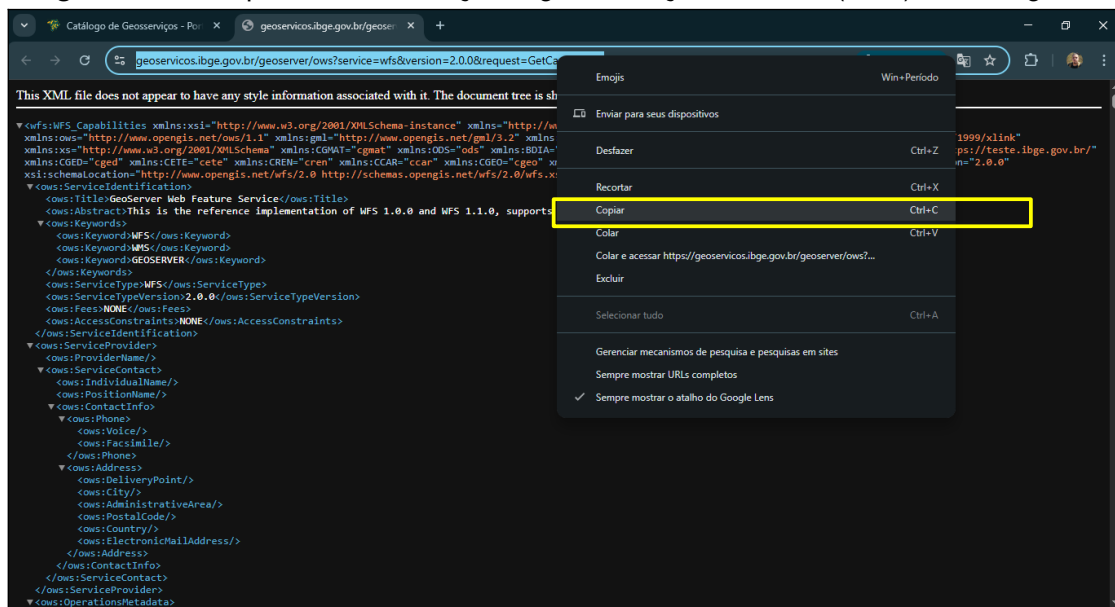 Catálogo de Geosserviços - Por
geoservicos.ibge.gov.br/geoser
geoservicos.ibge.gov.br/geoserver/ows?service=wfs&version=2.0.0&request=GetCa
This XML file does not appear to have any style information associated with it. The document tree is sh
▼<wfs:WFS_Capabilities xmlns:xsi="http://www.w3.org/2001/XMLSchema-instance" xmlns="http://w
xmlns:ows="http://www.opengis.net/ows/1.1" xmlns:gml="http://www.opengis.net/gml/3.2" xmlns
1999/xlink"
xmlns:xs="http://www.w3.org/2001/XMLSchema" xmlns:CGMAT="cgmat" xmlns:ODS="ods" xmlns:BDIA=
ps://teste.ibge.gov.br/"
xmlns:CGED="cged" xmlns:CETE="cete" xmlns:CREN="cren" xmlns:CCAR="ccar" xmlns:CGEO="cgeo" xm
on="2.0.0"
xsi:schemaLocation="http://www.opengis.net/wfs/2.0 http://schemas.opengis.net/wfs/2.0/wfs.xs
▼<ows:ServiceIdentification>
<ows:Title>GeoServer Web Feature Service</ows:Title>
<ows:Abstract>This is the reference implementation of WFS 1.0.0 and WFS 1.1.0, supports
▼<ows:Keywords>
<ows:Keyword>WFS</ows:Keyword>
<ows:Keyword>WMS</ows:Keyword>
<ows:Keyword>GEOSERVER</ows:Keyword>
</ows:Keywords>
<ows:ServiceType>WFS</ows:ServiceType>
<ows:ServiceTypeVersion>2.0.0</ows:ServiceTypeVersion>
<ows:Fees>NONE</ows:Fees>
<ows:AccessConstraints>NONE</ows:AccessConstraints>
</ows:ServiceIdentification>
▼<ows:ServiceProvider>
<ows:ProviderName/>
▼<ows:ServiceContact>
<ows:IndividualName/>
<ows:PositionName/>
▼<ows:ContactInfo>
▼<ows:Phone>
<ows:Voice/>
<ows:Facsimile/>
</ows:Phone>
▼<ows:Address>
<ows:DeliveryPoint/>
<ows:City/>
<ows:AdministrativeArea/>
<ows:PostalCode/>
<ows:Country/>
<ows:ElectronicMailAddress/>
</ows:Address>
</ows:ContactInfo>
</ows:ServiceContact>
</ows:ServiceProvider>
▼<ows:OperationsMetadata>
Emojis Win+Período
Enviar para seus dispositivos
Desfazer Ctrl+Z
Recortar Ctrl+X
Copiar Ctrl+C
Colar Ctrl+V
Colar e acessar https://geoservicos.ibge.gov.br/geoserver/ows?...
Excluir
Selecionar tudo Ctrl+A
Gerenciar mecanismos de pesquisa e pesquisas em sites
Sempre mostrar URLs completos
Sempre mostrar o atalho do Google Lens